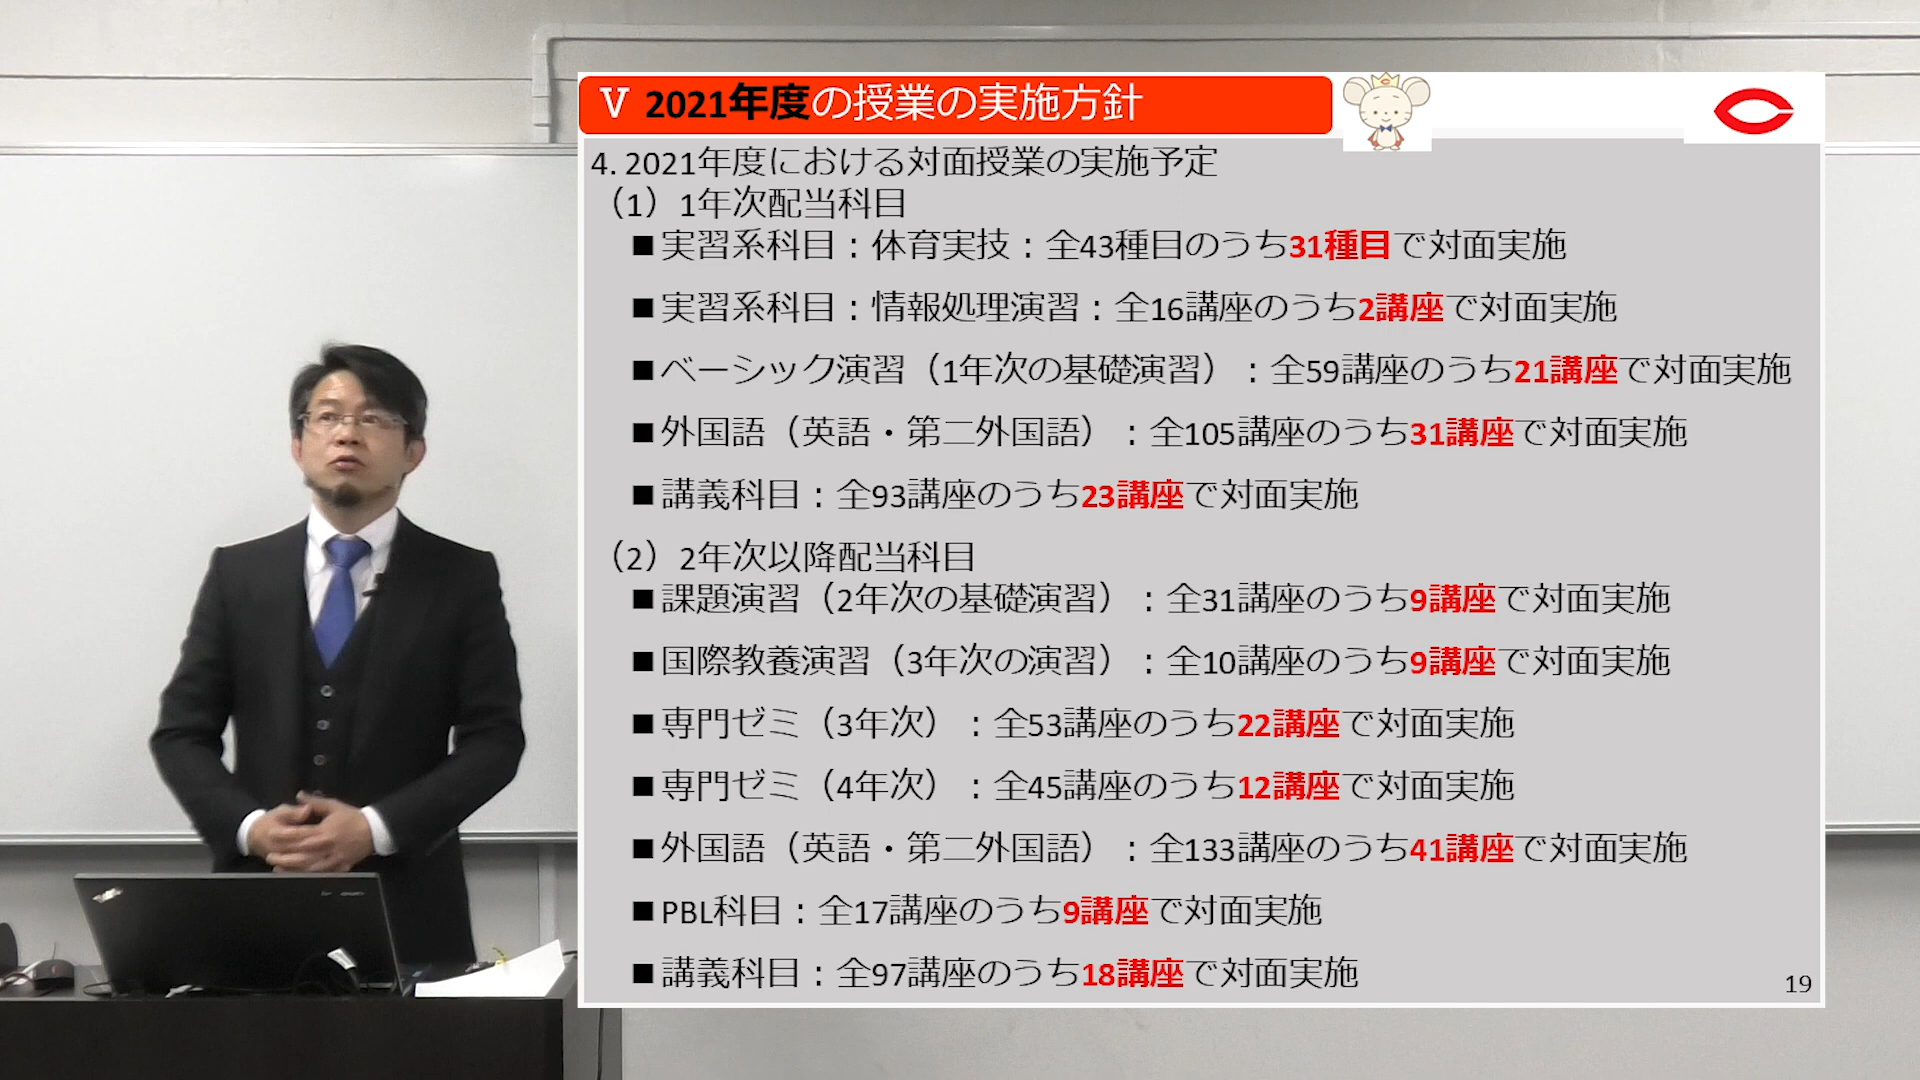 Ⅴ 2021年度の授業の実施方針
4. 2021年度における対面授業の実施予定
（1）1年次配当科目
■実習系科目：体育実技：全43種目のうち31種目で対面実施
■実習系科目：情報処理演習：全16講座のうち2講座で対面実施
■ベーシック演習（1年次の基礎演習）：全59講座のうち21講座で対面実施
■外国語（英語・第二外国語）：全105講座のうち31講座で対面実施
■講義科目：全93講座のうち23講座で対面実施
（2）2年次以降配当科目
■課題演習（2年次の基礎演習）：全31講座のうち9講座で対面実施
■国際教養演習（3年次の演習）：全10講座のうち9講座で対面実施
■専門ゼミ（3年次）：全53講座のうち22講座で対面実施
■専門ゼミ（4年次）：全45講座のうち12講座で対面実施
■外国語（英語・第二外国語）：全133講座のうち41講座で対面実施
■PBL科目：全17講座のうち9講座で対面実施
■講義科目：全97講座のうち18講座で対面実施
19